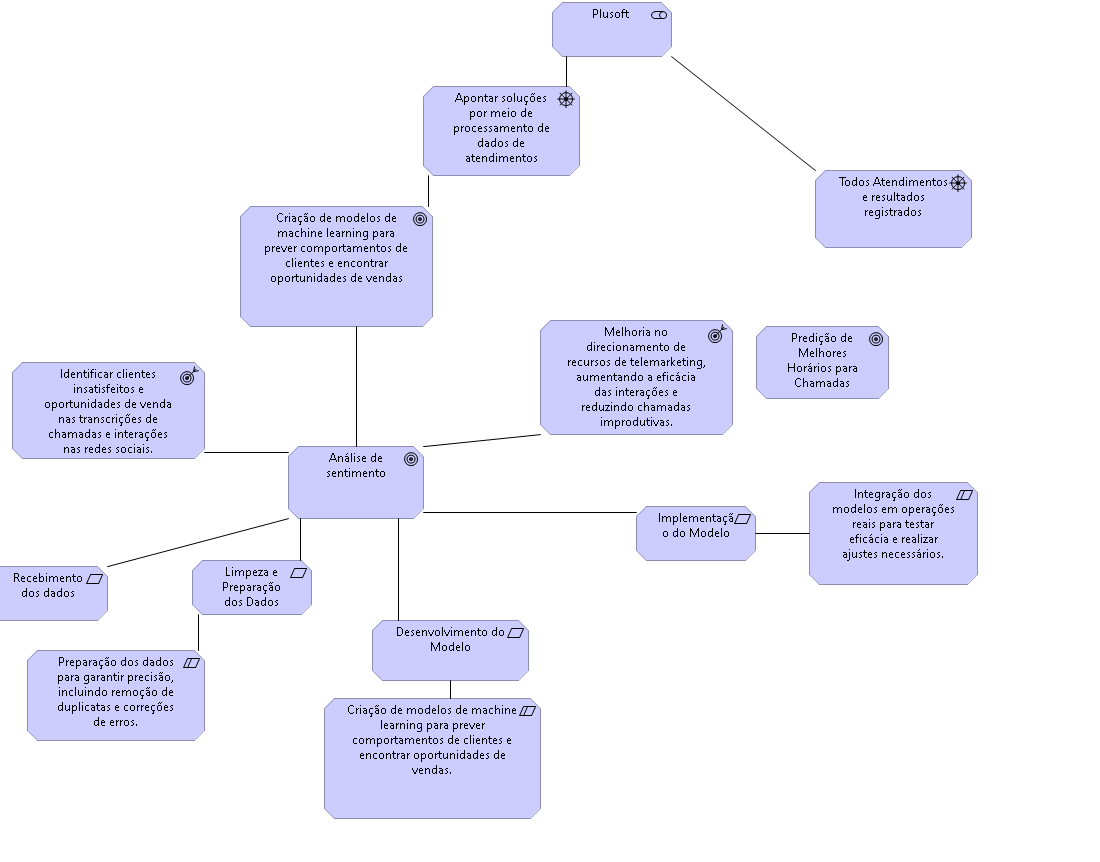 Plusoft
Apontar soluções
por meio de
processamento de
dados de
atendimentos
Todos Atendimentos
e resultados
registrados
Criação de modelos de
machine learning para
prever comportamentos de
clientes e encontrar
oportunidades de vendas
Melhoria no
direcionamento de
recursos de telemarketing,
aumentando a eficácia
das interações e
reduzindo chamadas
improdutivas.
Predição de
Melhores
Horários para
Chamadas
Identificar clientes
insatisfeitos e
oportunidades de venda
nas transcrições de
chamadas e interações
nas redes sociais.
Análise de
sentimento
Integração dos
modelos em operações
reais para testar
eficácia e realizar
ajustes necessários.
Implementaçã
o do Modelo
Recebimento
dos dados
Limpeza e
Preparação
dos Dados
Desenvolvimento do
Modelo
Preparação dos dados
para garantir precisão,
incluindo remoção de
duplicatas e correções
de erros.
Criação de modelos de machine
learning para prever
comportamentos de clientes e
encontrar oportunidades de
vendas.